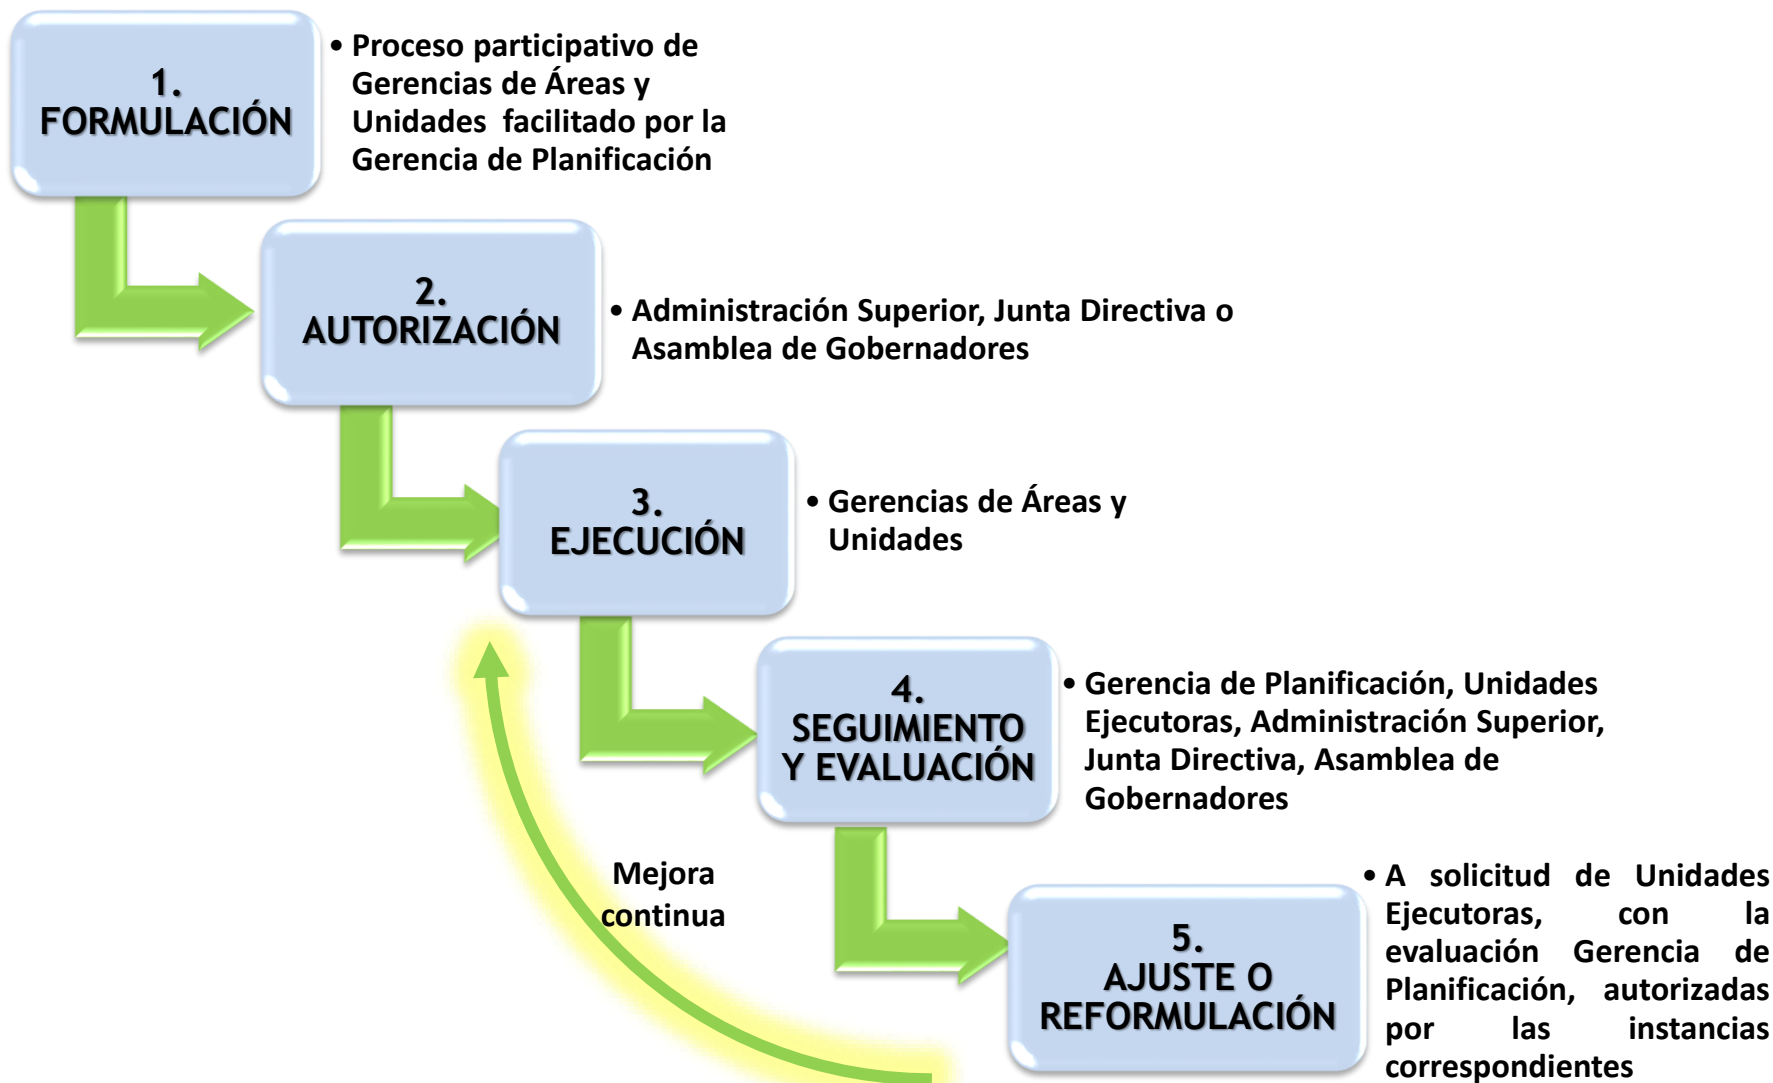 1.
FORMULACIÓN
• Proceso participativo de
Gerencias de Áreas y
Unidades facilitado por la
Gerencia de Planificación
2.
AUTORIZACIÓN
• Administración Superior, Junta Directiva o
Asamblea de Gobernadores
3.
EJECUCIÓN
• Gerencias de Áreas y
Unidades
4.
SEGUIMIENTO
Y EVALUACIÓN
• Gerencia de Planificación, Unidades
Ejecutoras, Administración Superior,
Junta Directiva, Asamblea de
Gobernadores
Mejora
continua
5.
AJUSTE O
REFORMULACIÓN
• A solicitud de Unidades
Ejecutoras, con la
evaluación Gerencia de
Planificación, autorizadas
por las instancias
correspondientes